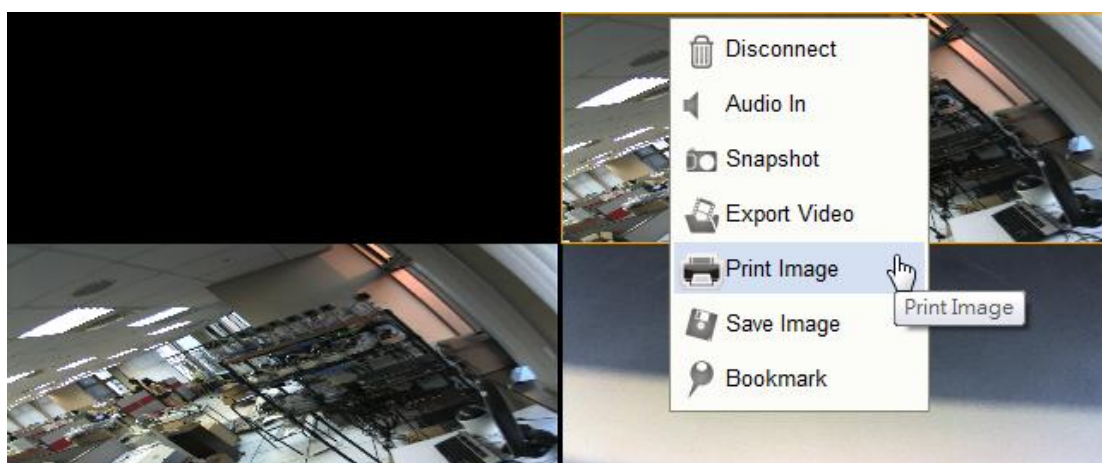 Disconnect
Audio In
Snapshot
Export Video
Print Image
Print Image
Save Image
Bookmark